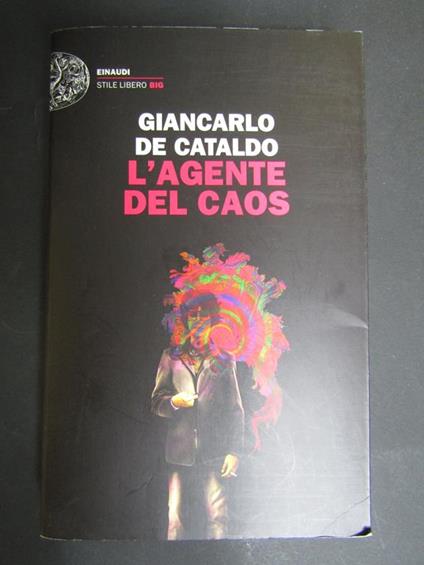 EINAUDI
STILE LIBERO BIG
GIANCARLO
DE CATALDO
L'AGENTE
DEL CAOS